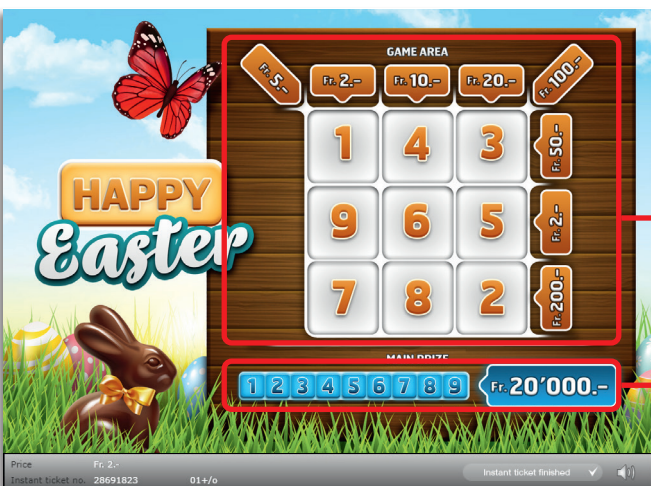 GAME AREA
Fr. 5.–
Fr. 2.–
Fr. 10.–
Fr. 20.–
Fr. 100.–
1 4 3
Fr. 50.–
HAPPY
Easter
9 6 5
Fr. 2.–
7 8 2
Fr. 200.–
MAIN PRIZE
1 2 3 4 5 6 7 8 9
Fr. 20'000.–
Price Fr. 2.-
Instant ticket no. 28691823 01+/o
Instant ticket finished